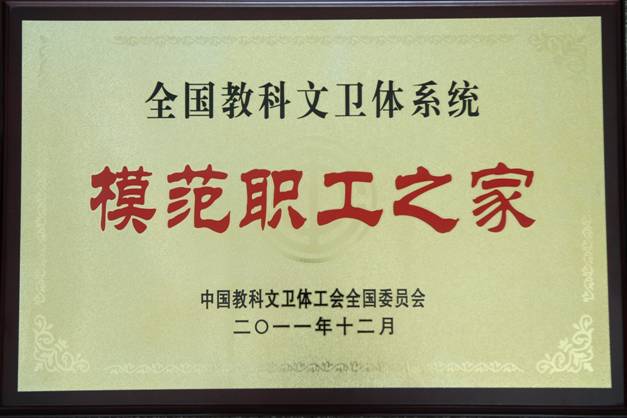 全国教科文卫体系统
模范职工之家
中国教科文卫体工会全国委员会
二〇一一年十二月